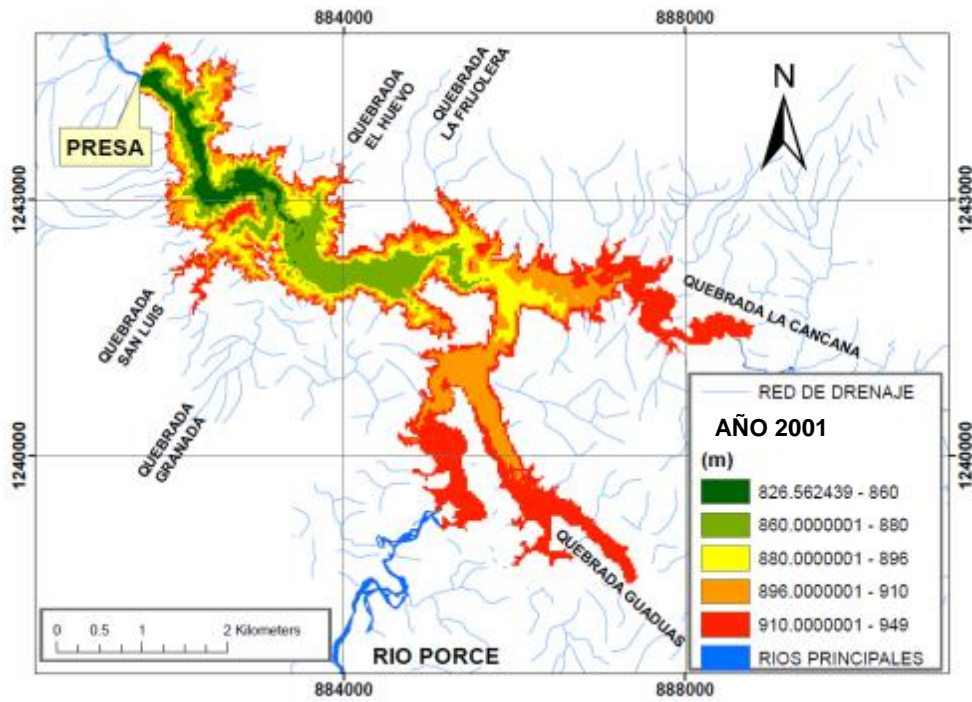 884000
888000
QUEBRADA
EL HUEVO
QUEBRADA
LA FRIJOLERA
N
PRESA
1243000
1243000
QUEBRADA LA CANCANA
QUEBRADA
SAN LUIS
QUEBRADA
GRANADA
1240000
1240000
QUEBRADA GUADUAS
RED DE DRENAJE
AÑO 2001
(m)
826.562439 - 860
860.0000001 - 880
880.0000001 - 896
896.0000001 - 910
910.0000001 - 949
RIOS PRINCIPALES
0 0.5 1 2 Kilometers
RIO PORCE
884000
888000